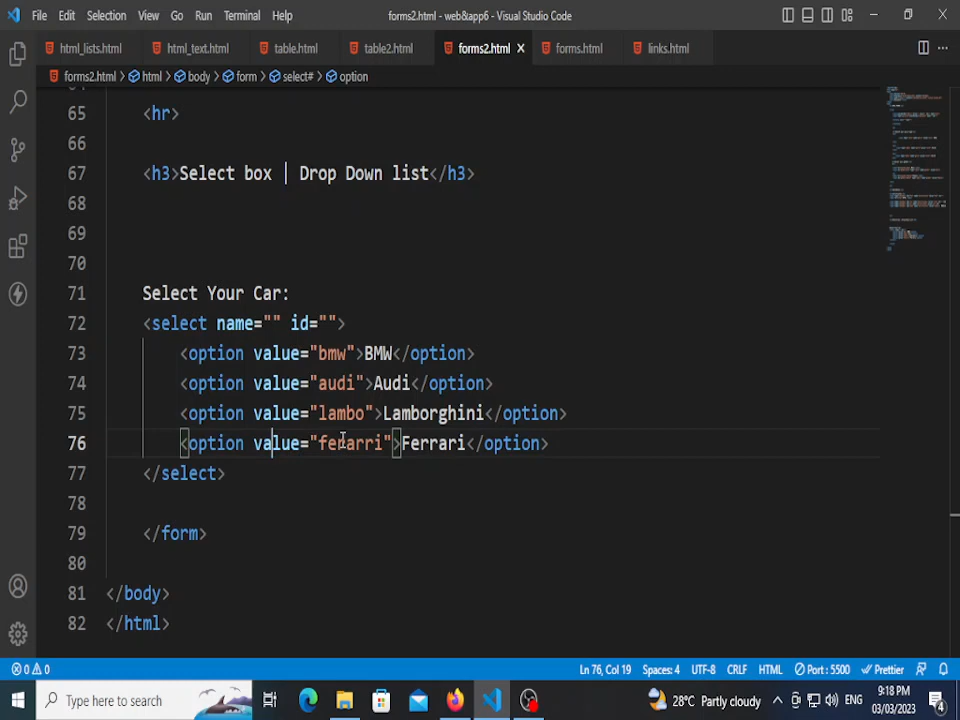 File Edit Selection View Go Run Terminal Help forms2.html - web&app6 - Visual Studio Code
html_lists.html html_text.html table.html table2.html forms2.html forms.html links.html
forms2.html > html > body > form > select# > option
65 <hr>
66
67 <h3>Select box | Drop Down list</h3>
68
69
70
71 Select Your Car:
72 <select name="" id="">
73 <option value="bmw">BMW</option>
74 <option value="audi">Audi</option>
75 <option value="lambo">Lamborghini</option>
76 <option value="ferarri">Ferrari</option>
77 </select>
78
79 </form>
80
81 </body>
82 </html>
0 0 Ln 76, Col 19 Spaces: 4 UTF-8 CRLF HTML Port : 5500 Prettier
Type here to search 28°C Partly cloudy ENG 9:18 PM
03/03/2023 4